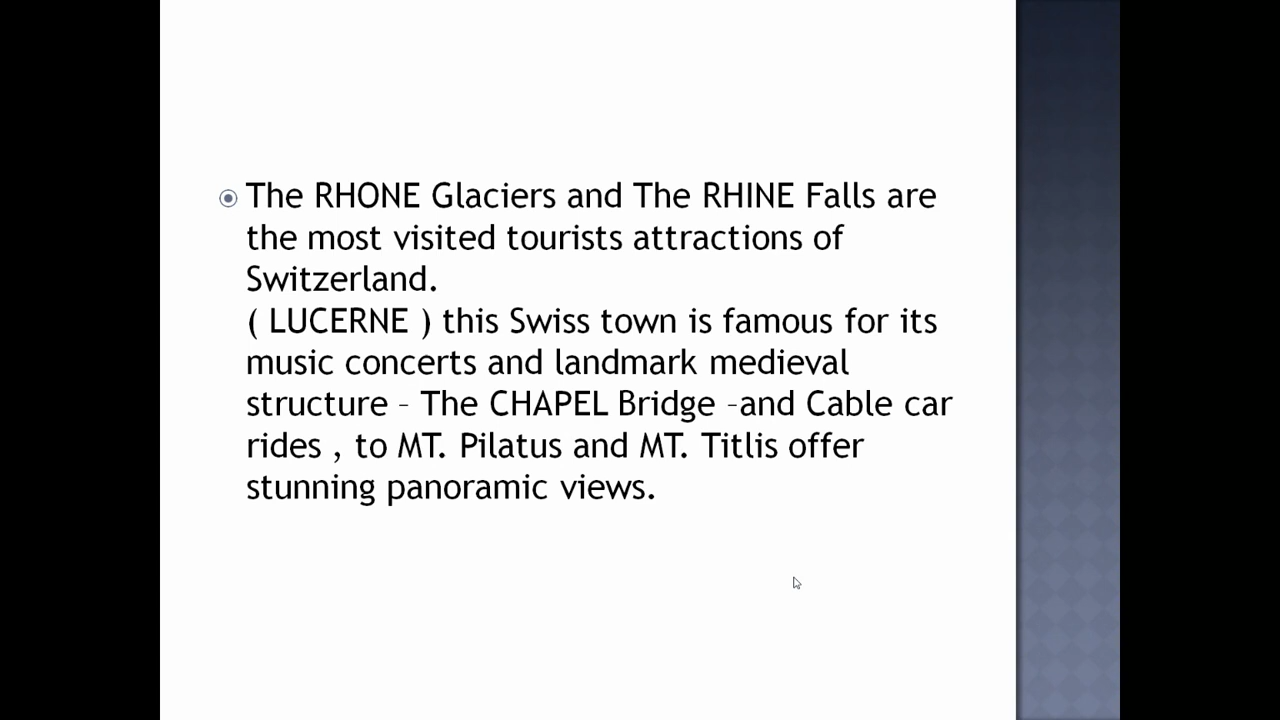 The RHONE Glaciers and The RHINE Falls are
the most visited tourists attractions of
Switzerland.
( LUCERNE ) this Swiss town is famous for its
music concerts and landmark medieval
structure – The CHAPEL Bridge –and Cable car
rides , to MT. Pilatus and MT. Titlis offer
stunning panoramic views.